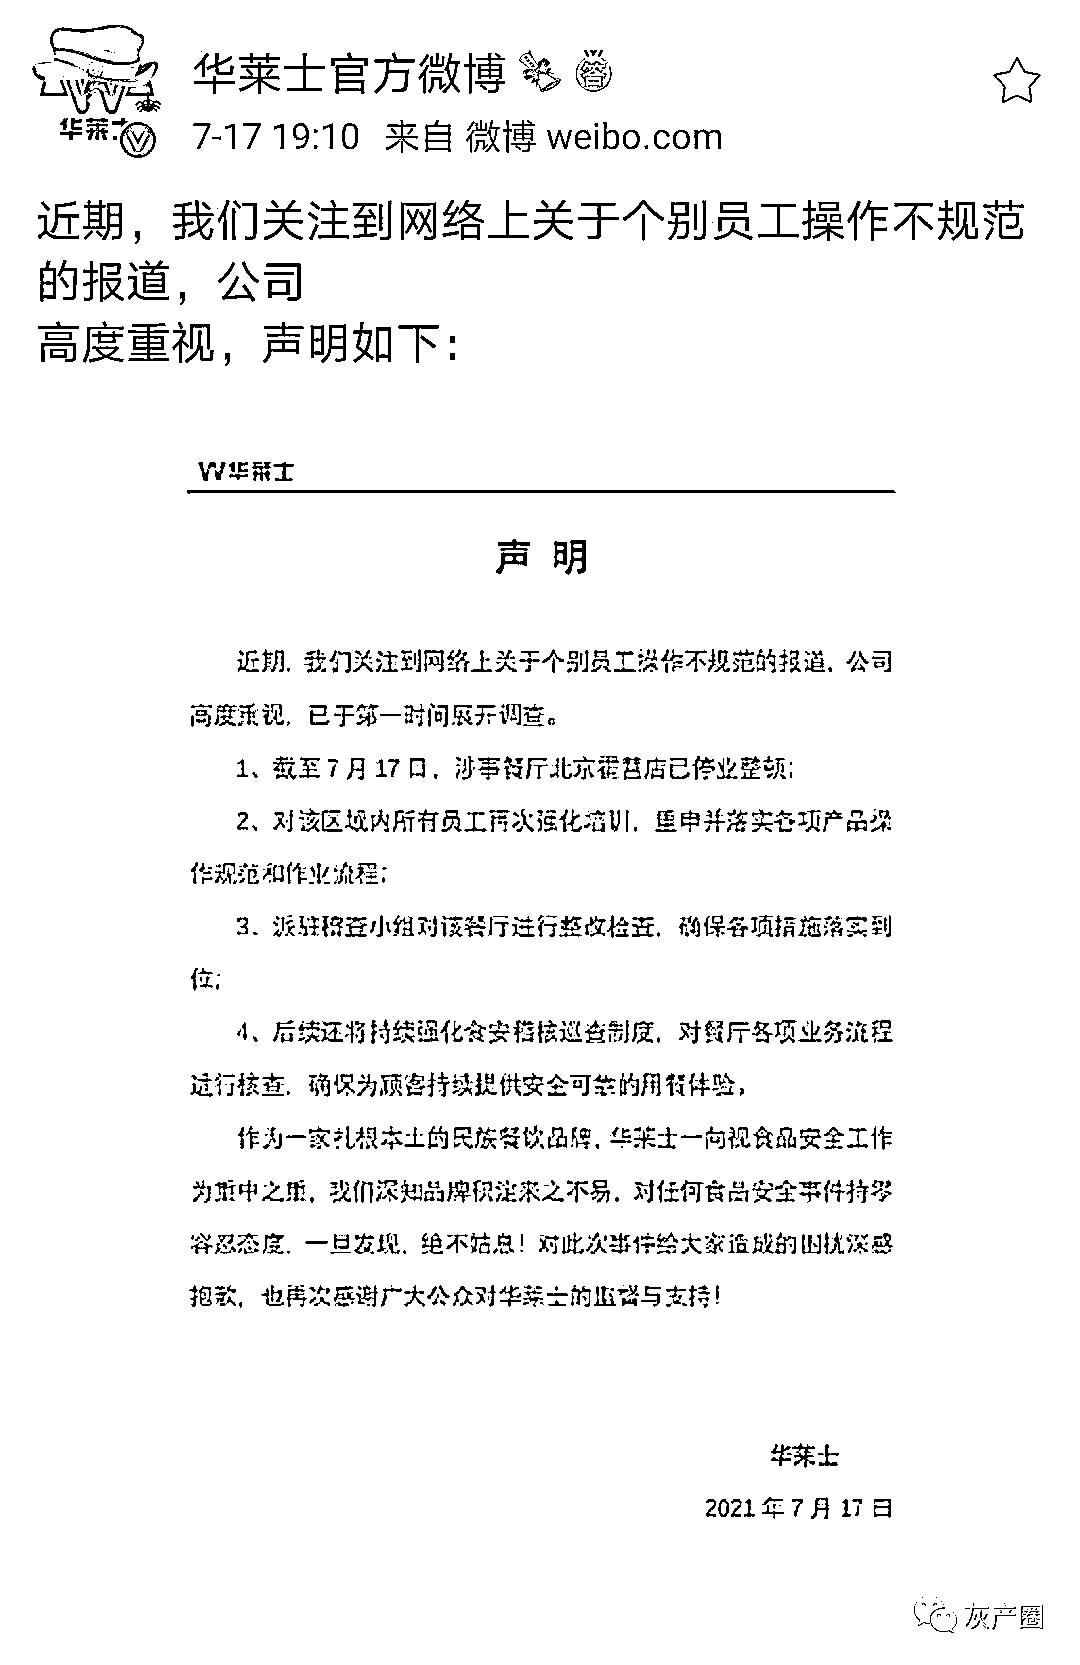 华莱士
华莱士官方微博
7-17 19:10 来自 微博 weibo.com
近期，我们关注到网络上关于个别员工操作不规范
的报道，公司
高度重视，声明如下：
W华莱士
声 明
近期，我们关注到网络上关于个别员工操作不规范的报道，公司
高度重视，已于第一时间展开调查。
1、截至 7 月 17 日，涉事餐厅北京霍营店已停业整顿；
2、对该区域内所有员工再次强化培训，重申并落实各项产品操
作规范和作业流程；
3、派驻稽查小组对该餐厅进行整改检查，确保各项措施落实到
位；
4、后续还将持续强化食安稽核巡查制度，对餐厅各项业务流程
进行核查，确保为顾客持续提供安全可靠的用餐体验。
作为一家扎根本土的民族餐饮品牌，华莱士一向视食品安全工作
为重中之重，我们深知品牌积淀来之不易，对任何食品安全事件持零
容忍态度，一旦发现，绝不姑息！对此次事件给大家造成的困扰深感
抱歉，也再次感谢广大公众对华莱士的监督与支持！
华莱士
2021 年 7 月 17 日
灰产圈